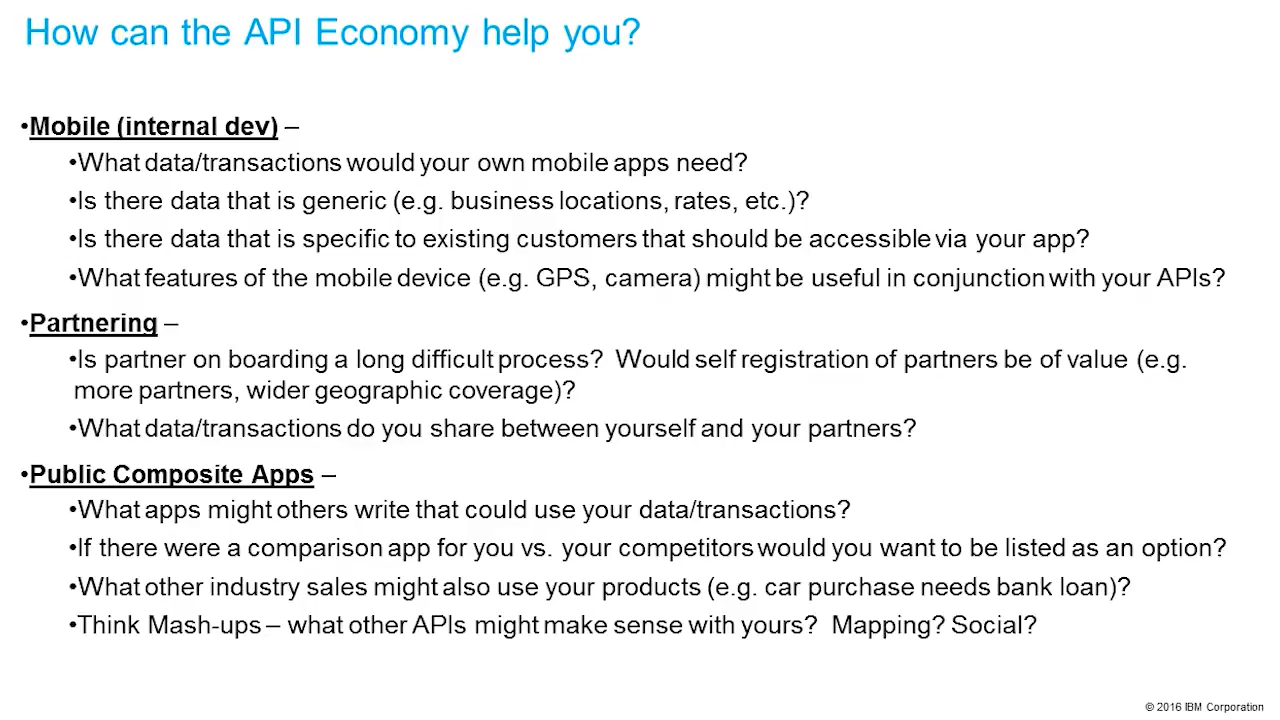 How can the API Economy help you?
•Mobile (internal dev) –
•What data/transactions would your own mobile apps need?
•Is there data that is generic (e.g. business locations, rates, etc.)?
•Is there data that is specific to existing customers that should be accessible via your app?
•What features of the mobile device (e.g. GPS, camera) might be useful in conjunction with your APIs?
•Partnering –
•Is partner on boarding a long difficult process?  Would self registration of partners be of value (e.g.
more partners, wider geographic coverage)?
•What data/transactions do you share between yourself and your partners?
•Public Composite Apps –
•What apps might others write that could use your data/transactions?
•If there were a comparison app for you vs. your competitors would you want to be listed as an option?
•What other industry sales might also use your products (e.g. car purchase needs bank loan)?
•Think Mash-ups – what other APIs might make sense with yours?  Mapping? Social?
© 2016 IBM Corporation